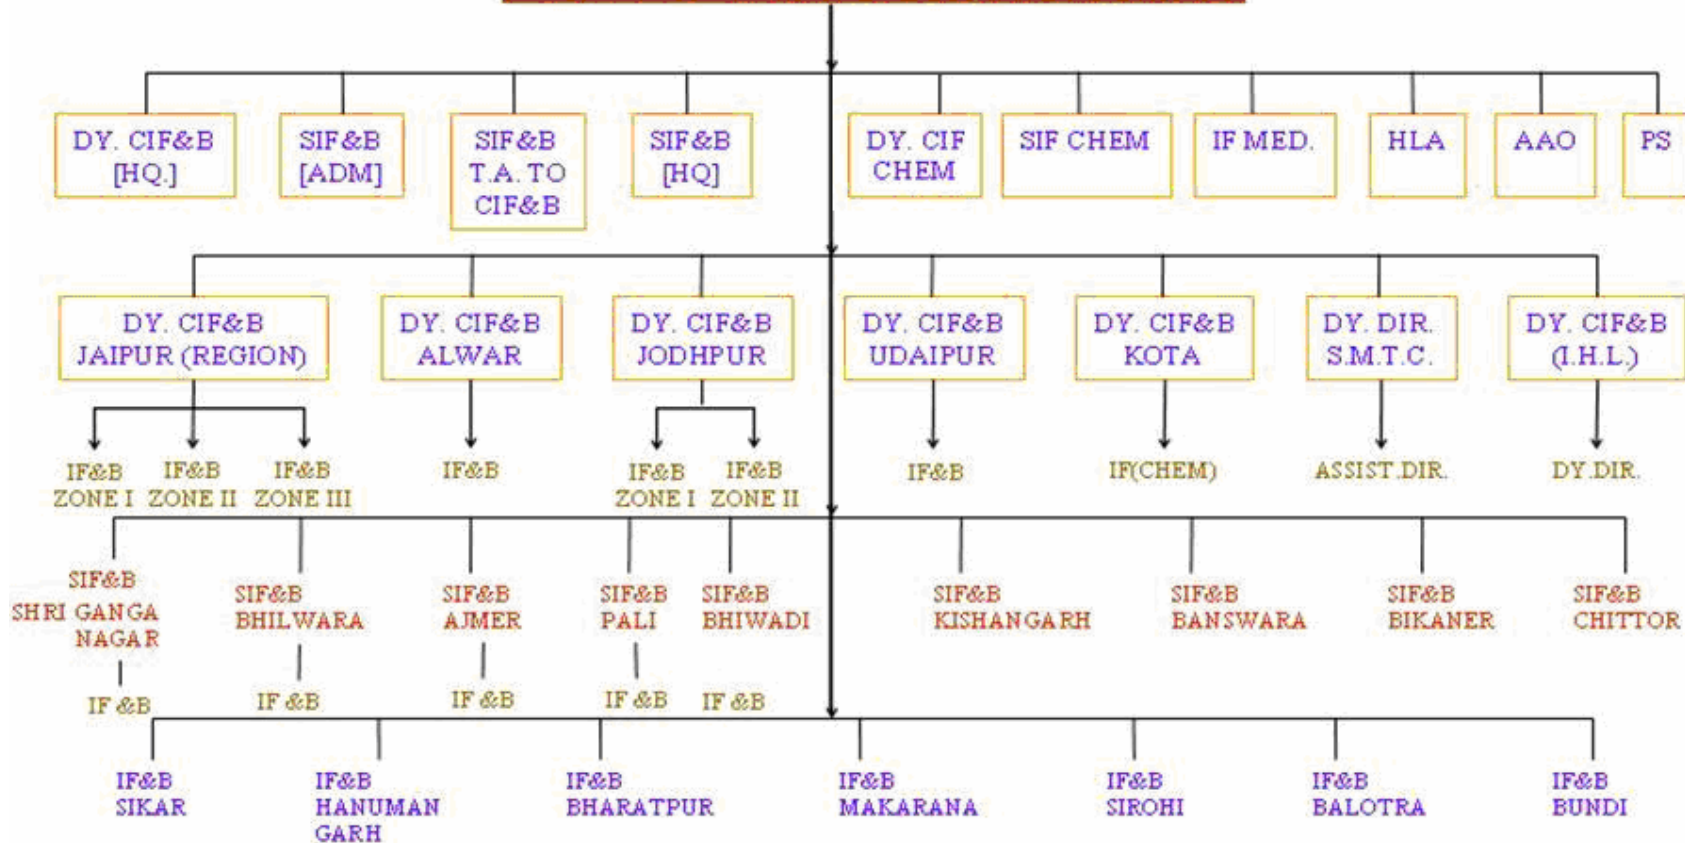 DY. CIF&B
[HQ.]
SIF&B
[ADM]
SIF&B
T.A. TO
CIF&B
SIF&B
[HQ]
DY. CIF
CHEM
SIF CHEM
IF MED.
HLA
AAO
PS
DY. CIF&B
JAIPUR (REGION)
DY. CIF&B
ALWAR
DY. CIF&B
JODHPUR
DY. CIF&B
UDAIPUR
DY. CIF&B
KOTA
DY. DIR.
S.M.T.C.
DY. CIF&B
(I.H.L.)
IF&B
ZONE I
IF&B
ZONE II
IF&B
ZONE III
IF&B
IF&B
ZONE I
IF&B
ZONE II
IF&B
IF(CHEM)
ASSIST.DIR.
DY.DIR.
SIF&B
SHRI GANGA
NAGAR
SIF&B
BHILWARA
SIF&B
AJMER
SIF&B
PALI
SIF&B
BHIWADI
SIF&B
KISHANGARH
SIF&B
BANSWARA
SIF&B
BIKANER
SIF&B
CHITTOR
IF &B
IF &B
IF &B
IF &B
IF &B
IF&B
SIKAR
IF&B
HANUMAN
GARH
IF&B
BHARATPUR
IF&B
MAKARANA
IF&B
SIROHI
IF&B
BALOTRA
IF&B
BUNDI